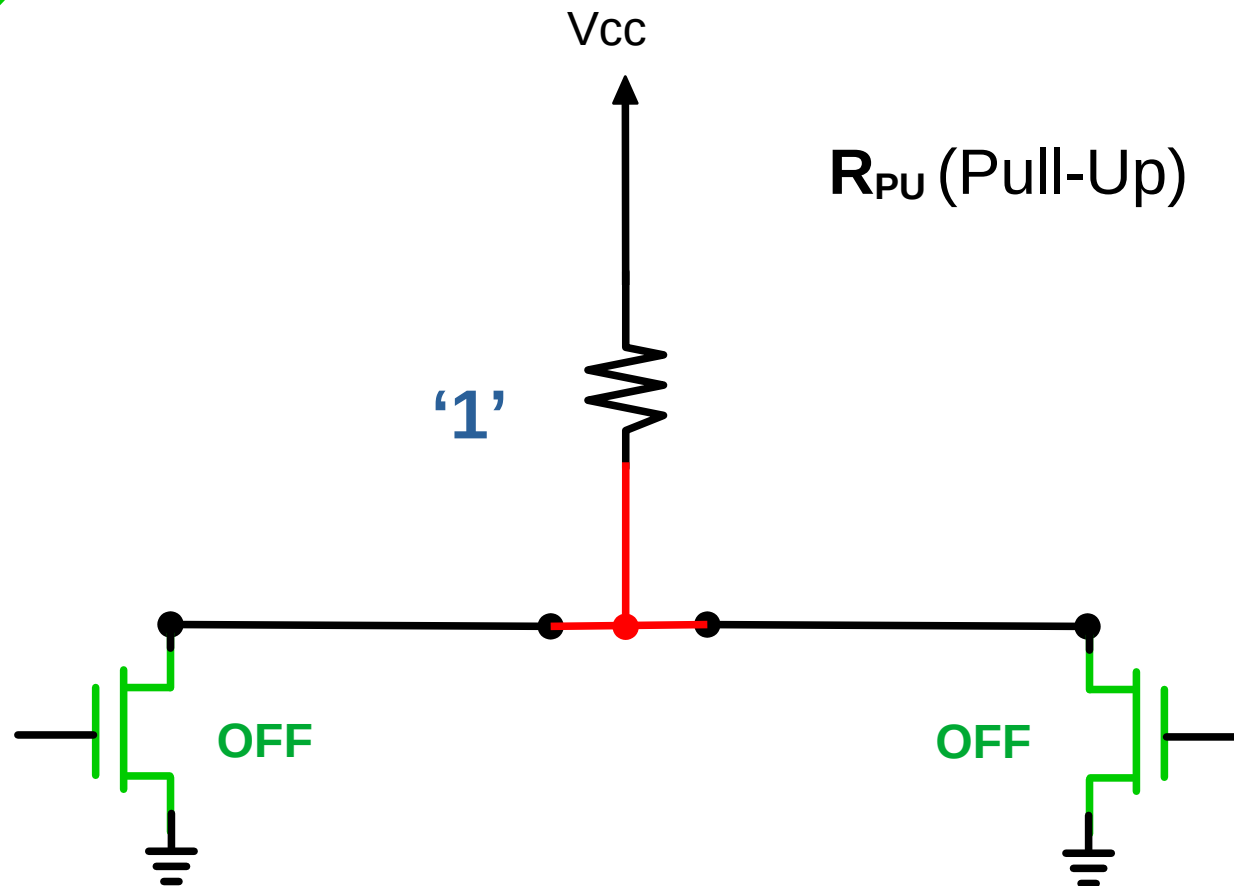 Vcc
RPU (Pull-Up)
‘1’
OFF
OFF